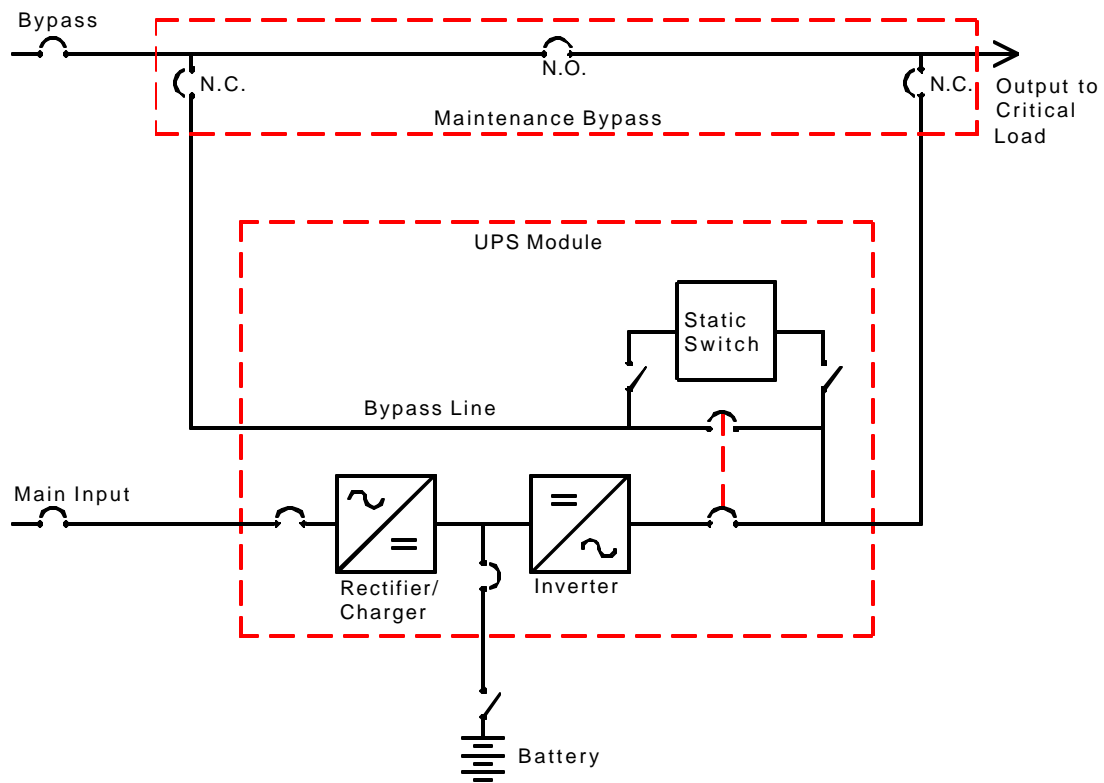 Bypass
N.C.
N.O.
N.C.
Output to
Critical
Load
Maintenance Bypass
UPS Module
Static
Switch
Bypass Line
Main Input
Rectifier/
Charger
Inverter
Battery